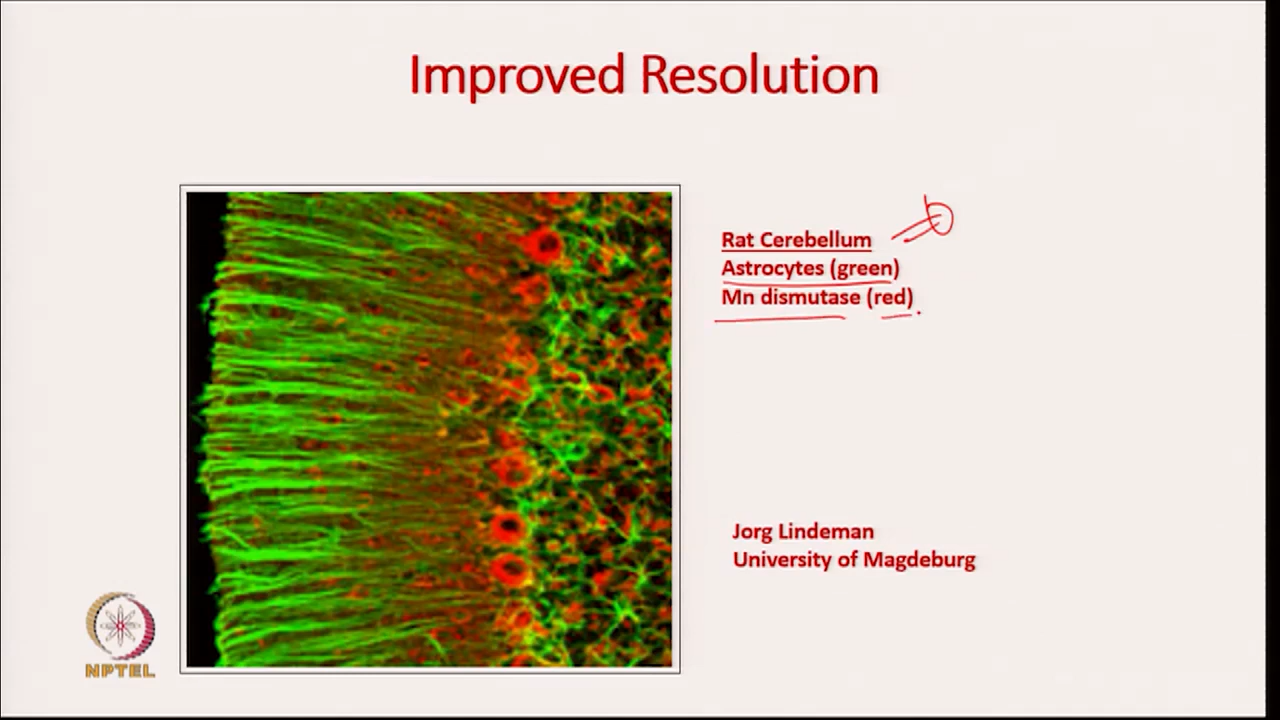 Improved Resolution
Rat Cerebellum
Astrocytes (green)
Mn dismutase (red)
Jorg Lindeman
University of Magdeburg
NPTEL